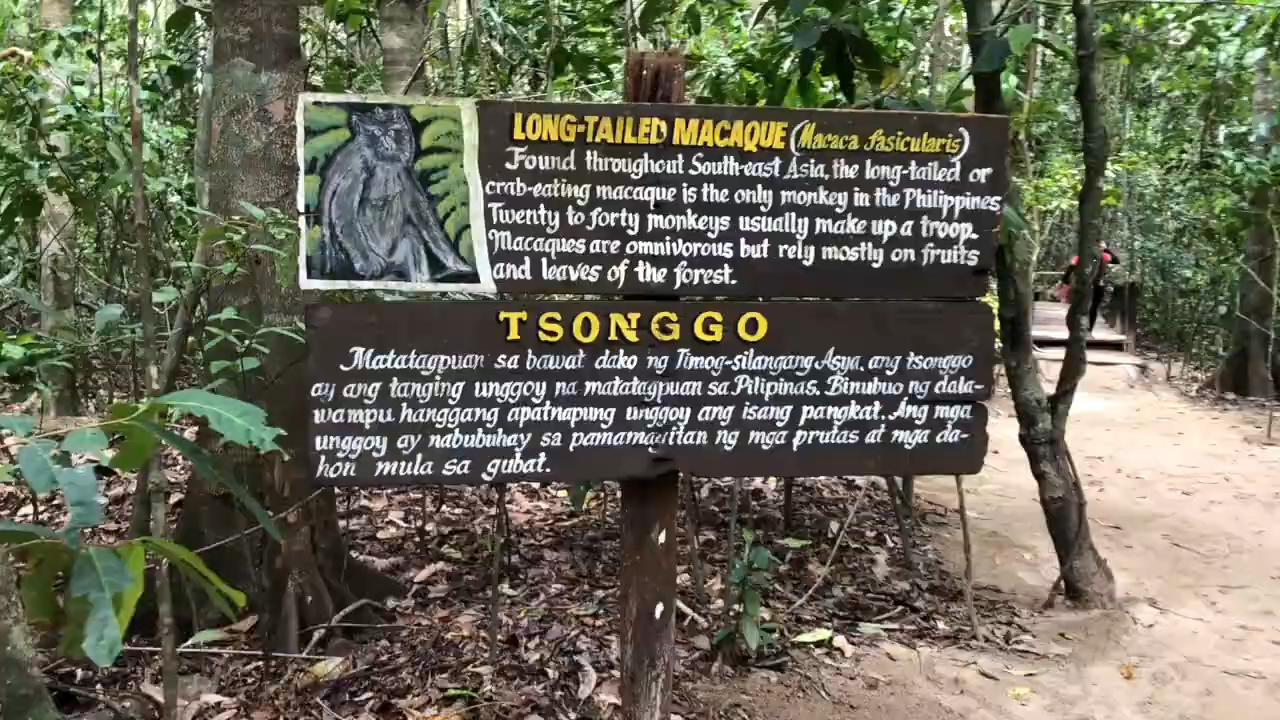 LONG-TAILED MACAQUE (Macaca fasicularis)
Found throughout South-east Asia, the long-tailed or
crab-eating macaque is the only monkey in the Philippines
Twenty to forty monkeys usually make up a troop.
Macaques are omnivorous but rely mostly on fruits
and leaves of the forest.
TSONGGO
Matatagpuan sa bawat dako ng Timog-silangang Asya, ang tsonggo
ay ang tanging unggoy na matatagpuan sa Pilipinas. Binubuo ng dala-
wampu hanggang apatnapung unggoy ang isang pangkat. Ang mga
unggoy ay nabubuhay sa pamamagitan ng mga prutas at mga da-
hon mula sa gubat.